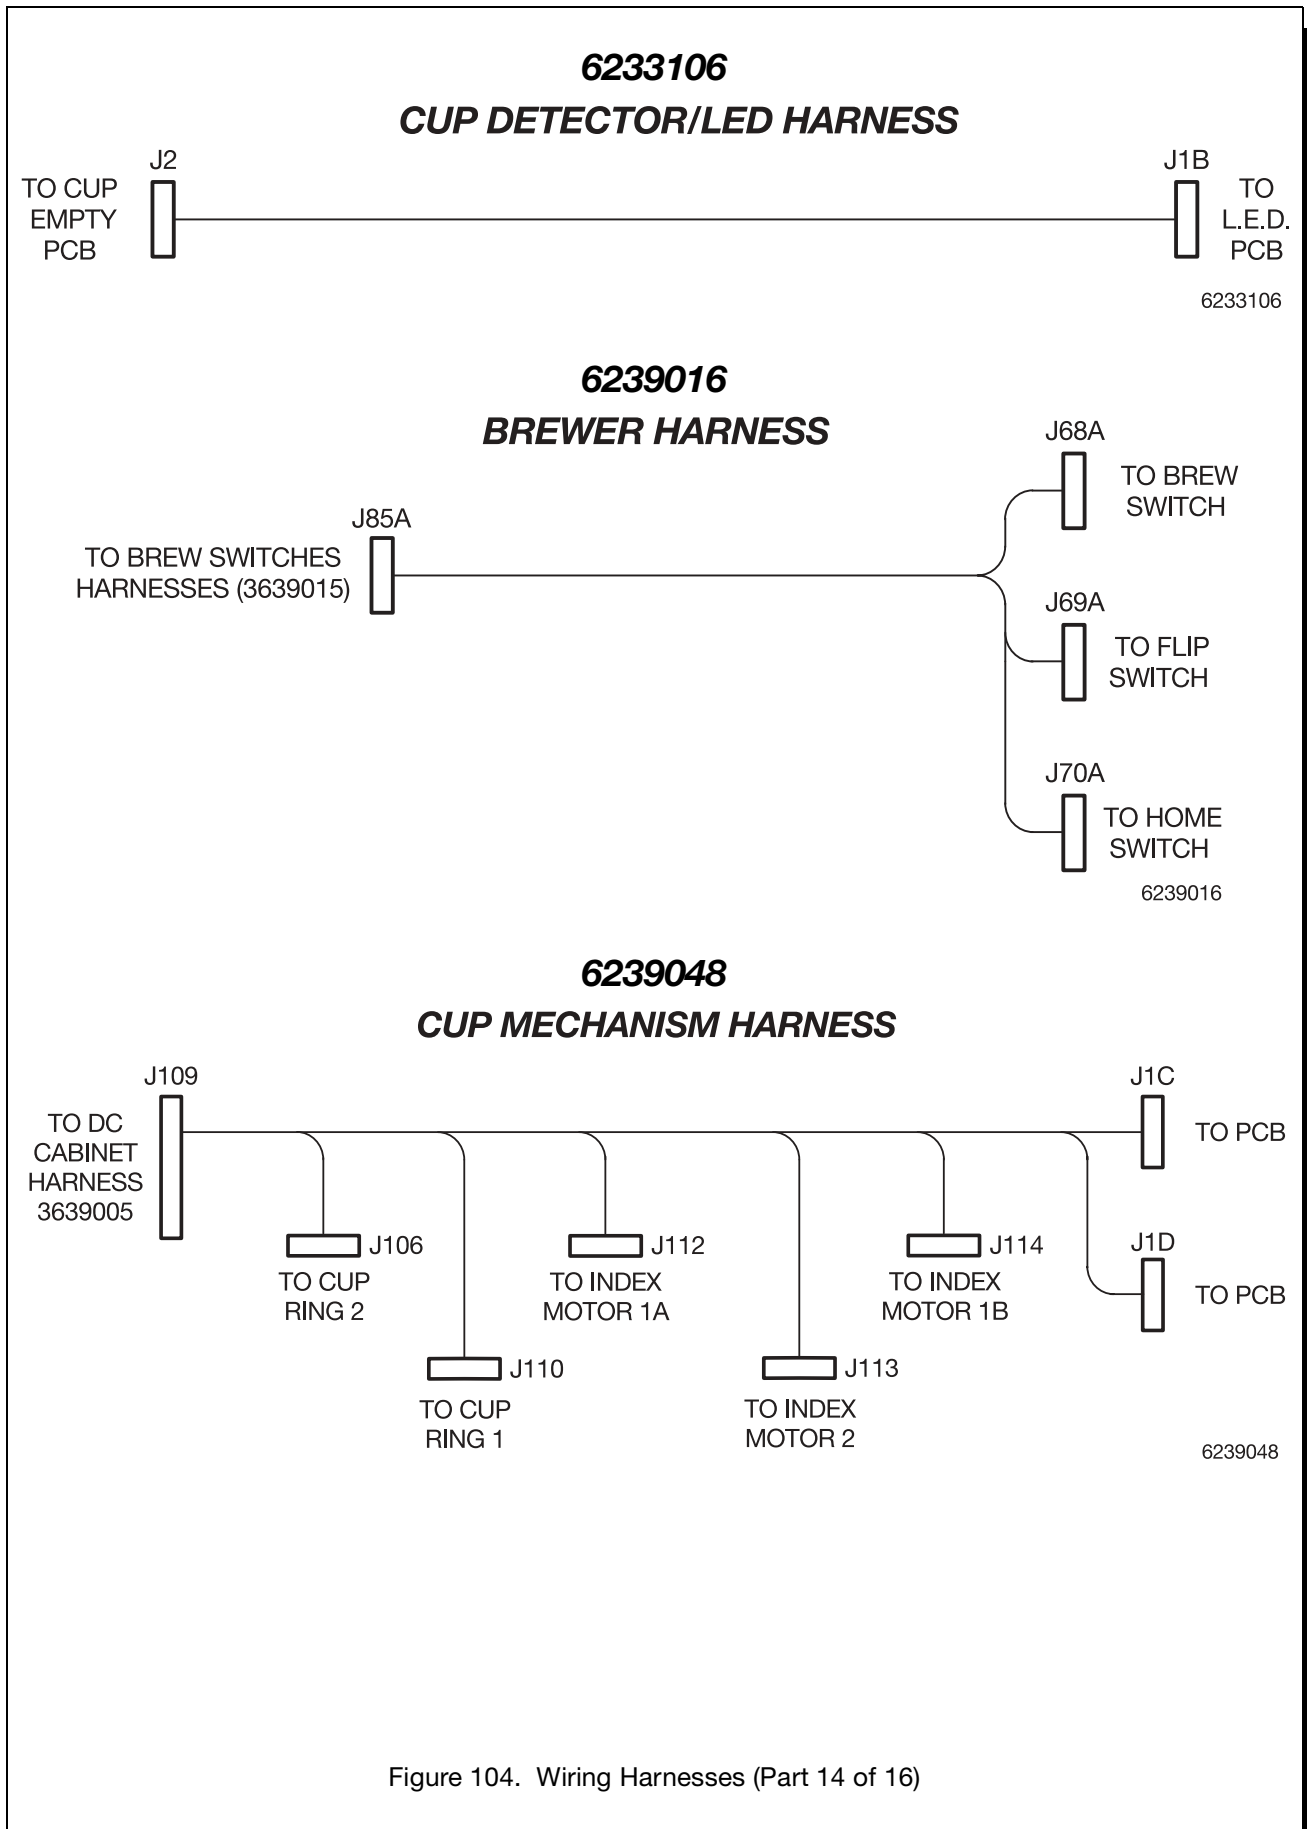 6233106
CUP DETECTOR/LED HARNESS
J2
TO CUP
EMPTY
PCB
J1B
TO
L.E.D.
PCB
6233106
6239016
BREWER HARNESS
J85A
TO BREW SWITCHES
HARNESSES (3639015)
J68A
TO BREW
SWITCH
J69A
TO FLIP
SWITCH
J70A
TO HOME
SWITCH
6239016
6239048
CUP MECHANISM HARNESS
J109
TO DC
CABINET
HARNESS
3639005
J106
TO CUP
RING 2
J110
TO CUP
RING 1
J112
TO INDEX
MOTOR 1A
J113
TO INDEX
MOTOR 2
J114
TO INDEX
MOTOR 1B
J1C
TO PCB
J1D
TO PCB
6239048
Figure 104. Wiring Harnesses (Part 14 of 16)